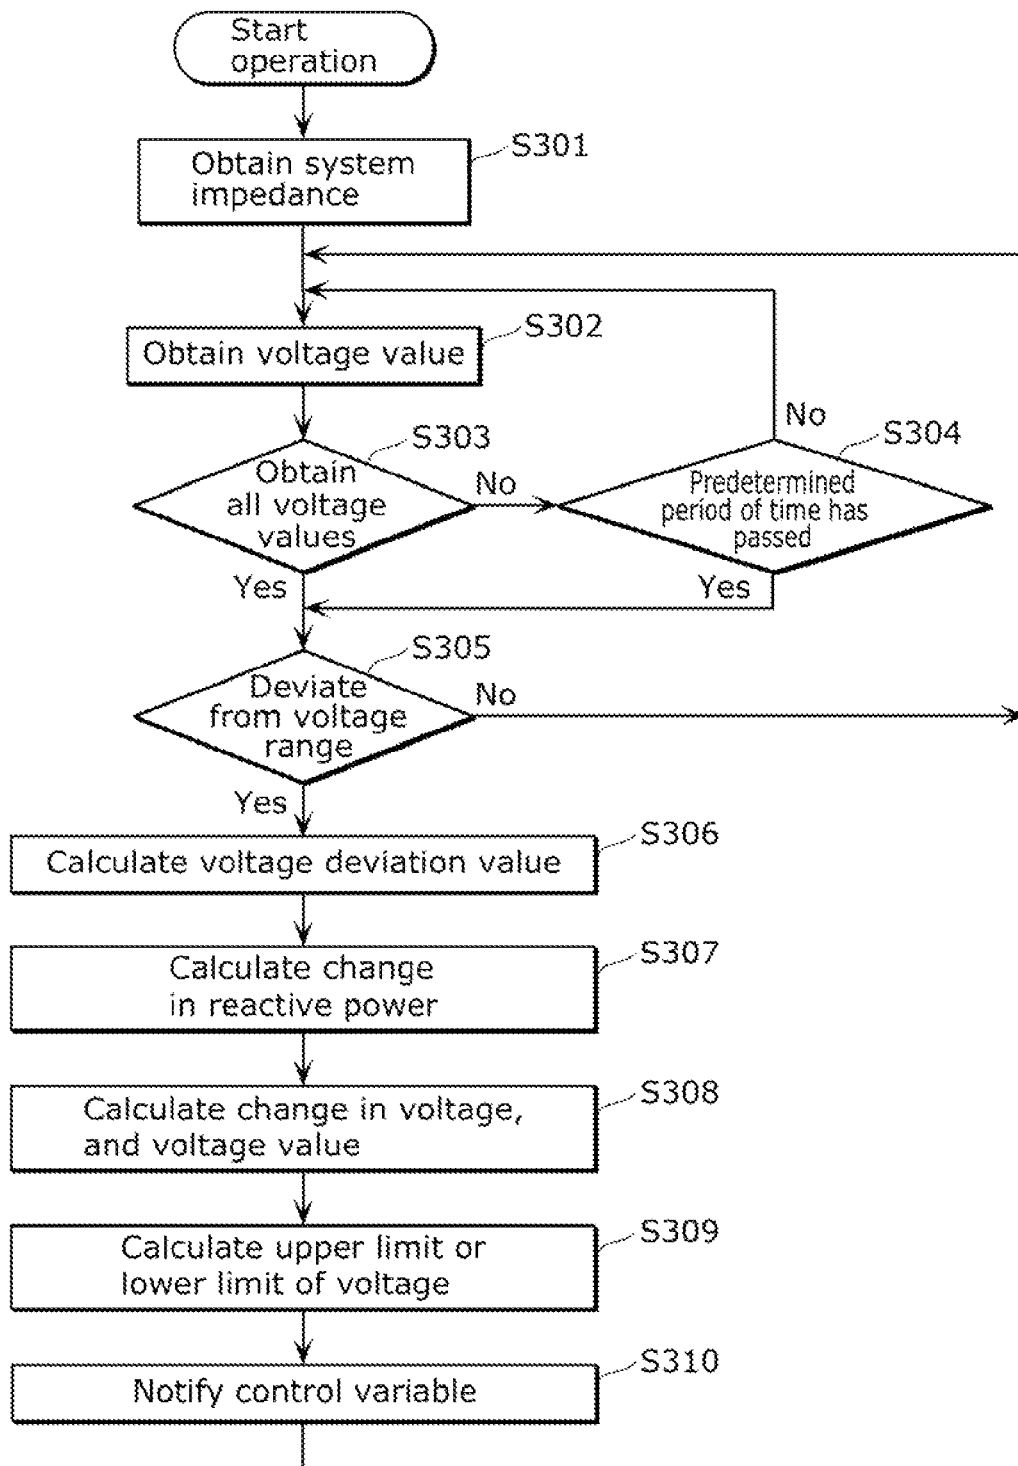 Start
operation
S301
Obtain system
impedance
S302
Obtain voltage value
No
S303
S304
Obtain
all voltage
values
No
Predetermined
period of time has
passed
Yes
Yes
S305
Deviate
from voltage
range
No
Yes
S306
Calculate voltage deviation value
S307
Calculate change
in reactive power
S308
Calculate change in voltage,
and voltage value
S309
Calculate upper limit or
lower limit of voltage
S310
Notify control variable